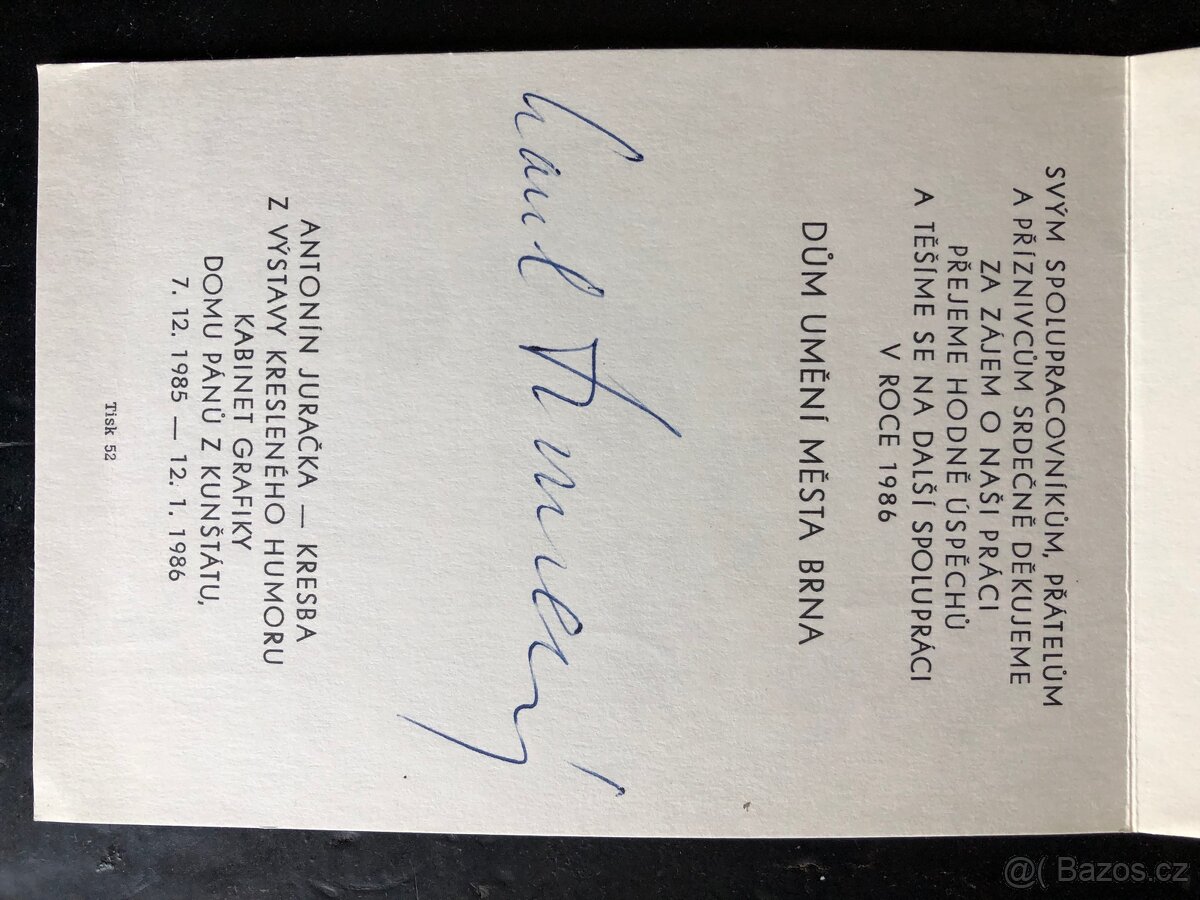 SVÝM SPOLUPRACOVNÍKŮM, PŘÁTELŮM
A PŘÍZNIVCŮM SRDEČNĚ DĚKUJEME
ZA ZÁJEM O NAŠI PRÁCI
PŘEJEME HODNĚ ÚSPĚCHŮ
A TĚŠÍME SE NA DALŠÍ SPOLUPRÁCI
V ROCE 1986
DŮM UMĚNÍ MĚSTA BRNA
ANTONÍN JURAČKA — KRESBA
Z VÝSTAVY KRESLENÉHO HUMORU
KABINET GRAFIKY
DOMU PÁNŮ Z KUNŠTÁTU,
7. 12. 1985 — 12. 1. 1986
Tisk 52
@( Bazos.cz